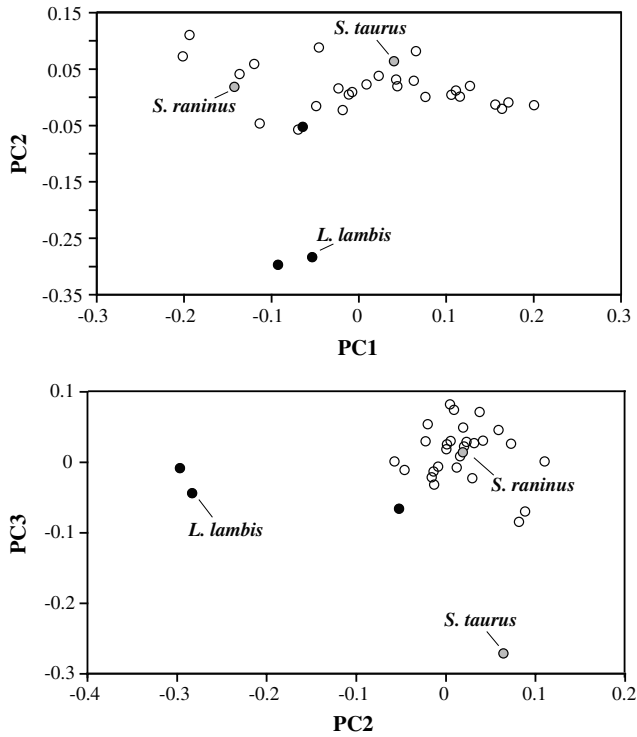 0.15
0.05
-0.05
-0.15
-0.25
-0.35
PC2
S. taurus
S. raninus
L. lambis
-0.3 -0.2 -0.1 0 0.1 0.2 0.3
PC1
0.1
0
-0.1
-0.2
-0.3
PC3
S. raninus
L. lambis
S. taurus
-0.4 -0.3 -0.2 -0.1 0 0.1 0.2
PC2